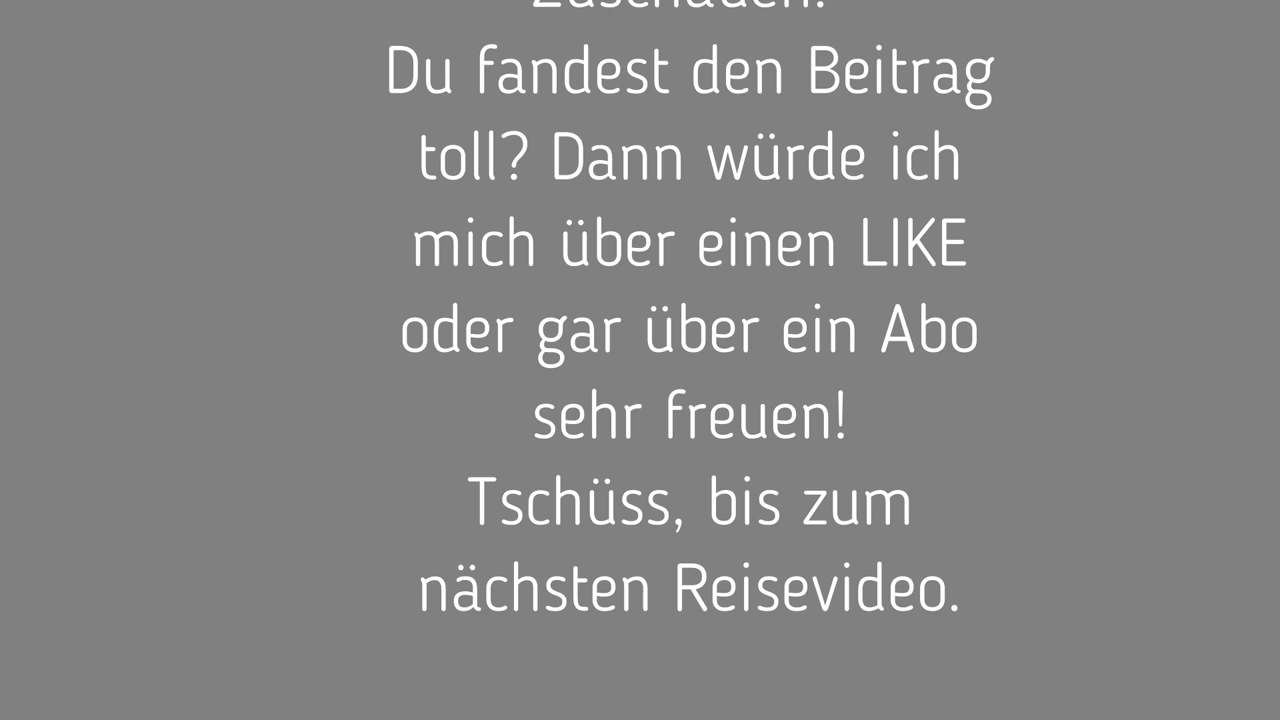 Zuschauen!
Du fandest den Beitrag
toll? Dann würde ich
mich über einen LIKE
oder gar über ein Abo
sehr freuen!
Tschüss, bis zum
nächsten Reisevideo.